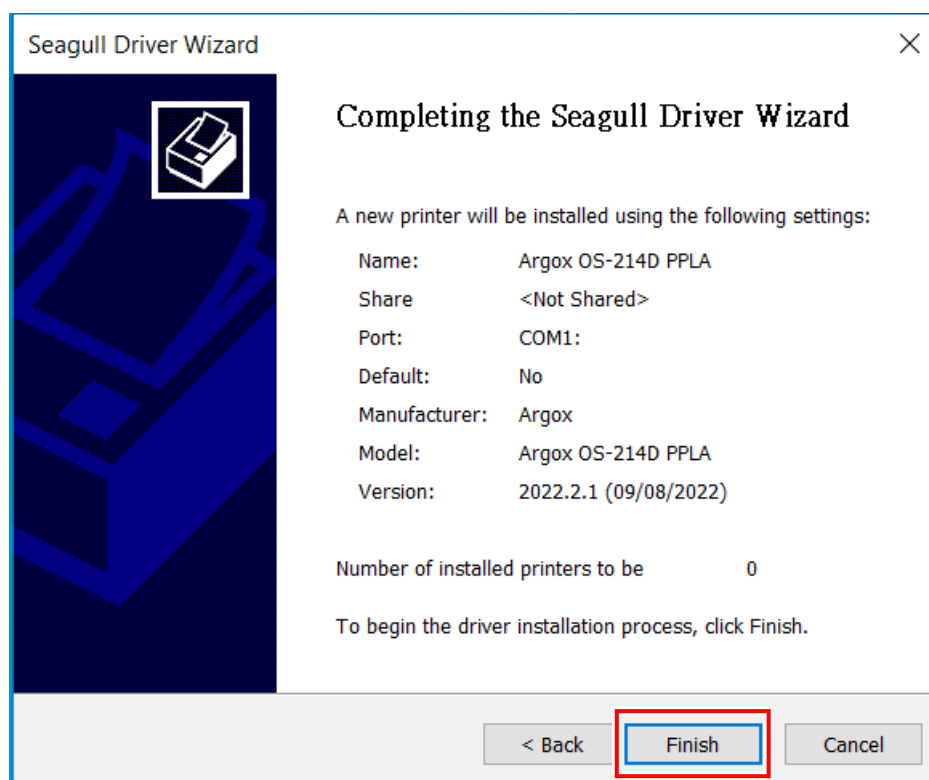 Seagull Driver Wizard
Completing the Seagull Driver Wizard
A new printer will be installed using the following settings:
Name: Argox OS-214D PPLA
Share <Not Shared>
Port: COM1:
Default: No
Manufacturer: Argox
Model: Argox OS-214D PPLA
Version: 2022.2.1 (09/08/2022)
Number of installed printers to be 0
To begin the driver installation process, click Finish.
< Back Finish Cancel